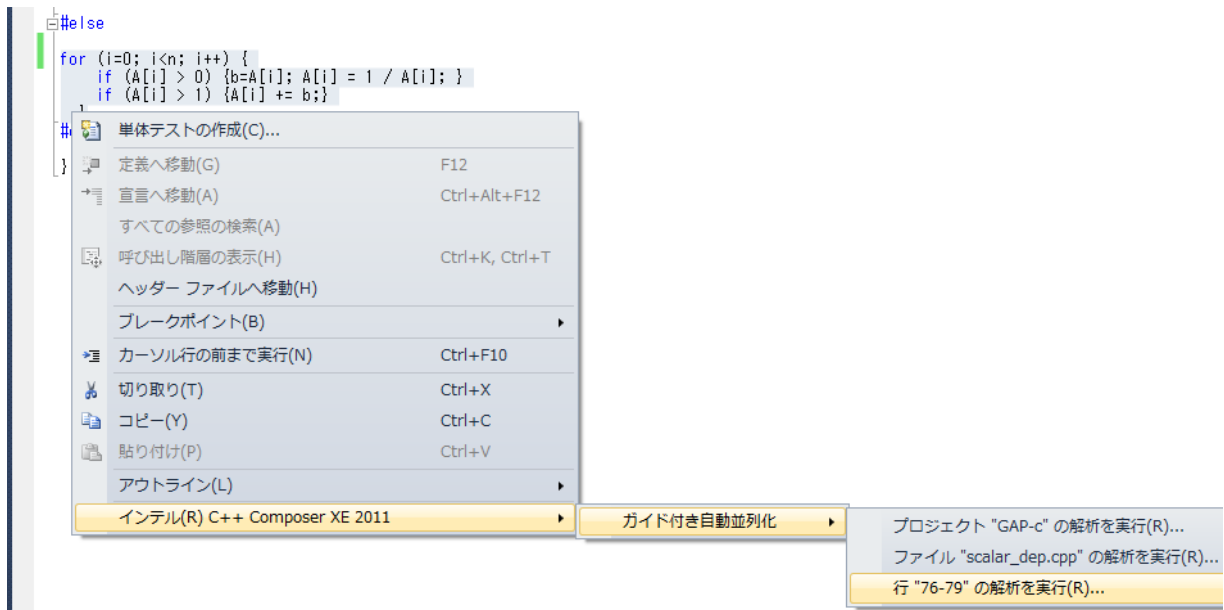 #else
for (i=0; i<n; i++) {
if (A[i] > 0) {b=A[i]; A[i] = 1 / A[i]; }
if (A[i] > 1) {A[i] += b;}
}
単体テストの作成(C)...
定義へ移動(G) F12
宣言へ移動(A) Ctrl+Alt+F12
すべての参照の検索(A)
呼び出し階層の表示(H) Ctrl+K, Ctrl+T
ヘッダー ファイルへ移動(H)
ブレークポイント(B)
カーソル行の前まで実行(N) Ctrl+F10
切り取り(T) Ctrl+X
コピー(Y) Ctrl+C
貼り付け(P) Ctrl+V
アウトライン(L)
インテル(R) C++ Composer XE 2011
ガイド付き自動並列化
プロジェクト "GAP-c" の解析を実行(R)...
ファイル "scalar_dep.cpp" の解析を実行(R)...
行 "76-79" の解析を実行(R)...